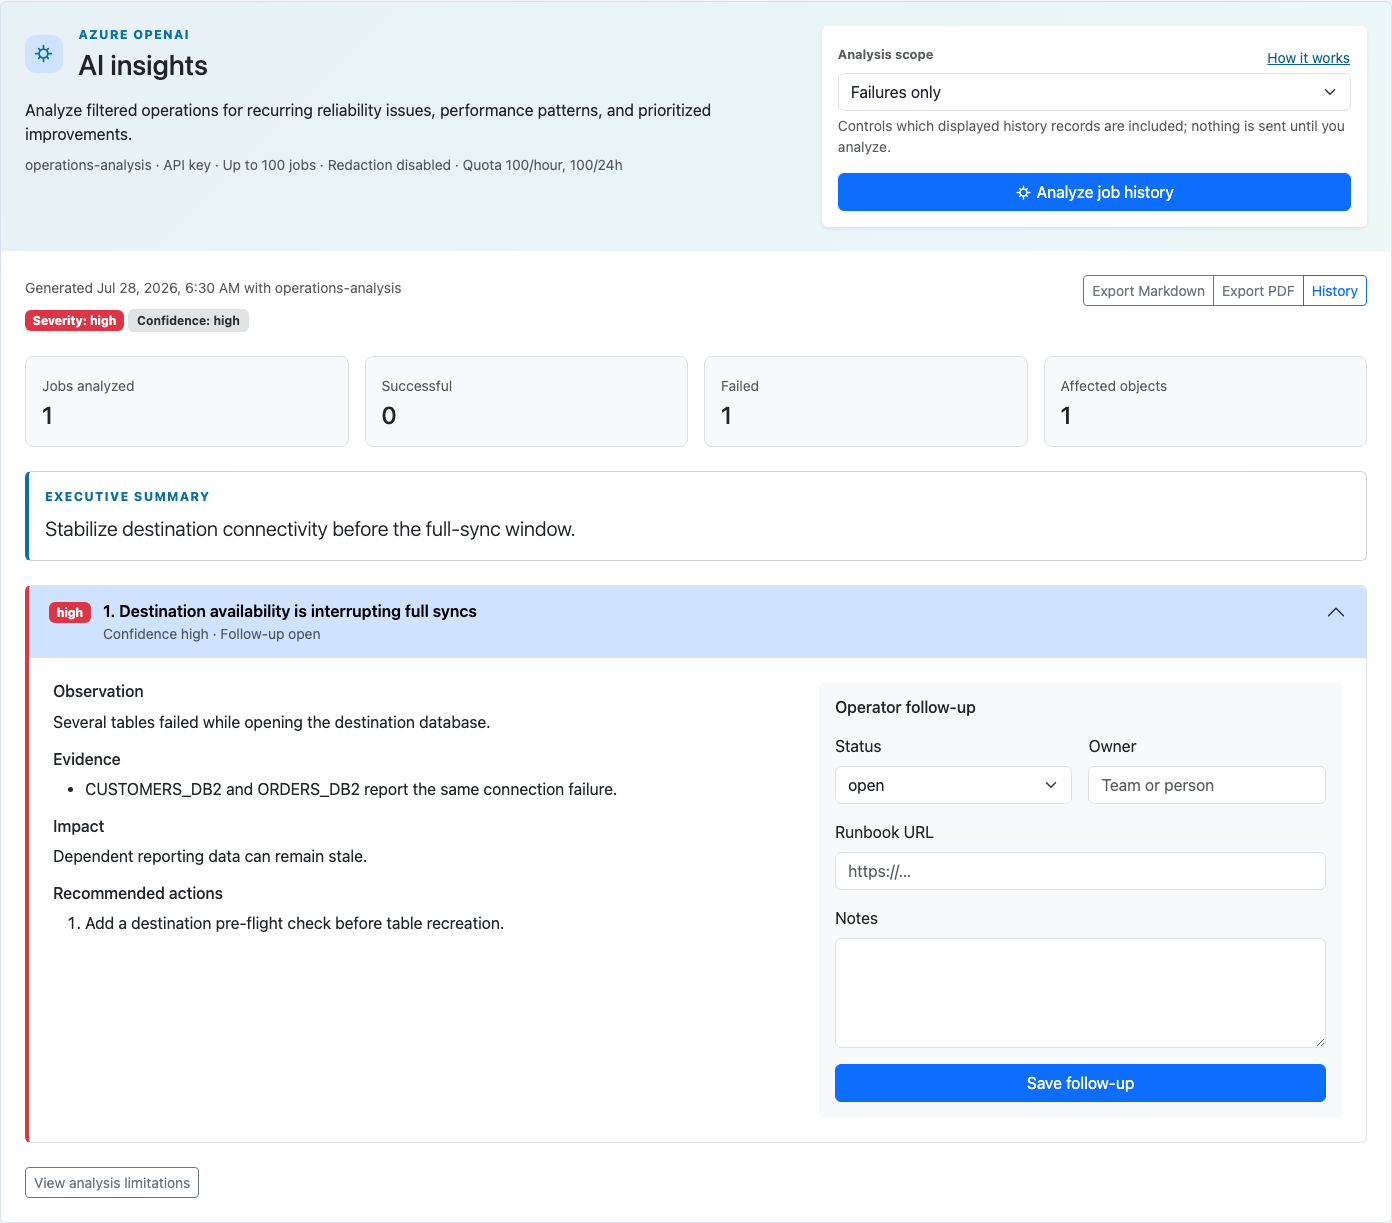 AZURE OPENAI
AI insights
Analyze filtered operations for recurring reliability issues, performance patterns, and prioritized
improvements.
operations-analysis · API key · Up to 100 jobs · Redaction disabled · Quota 100/hour, 100/24h
Analysis scope
How it works
Failures only
Controls which displayed history records are included; nothing is sent until you
analyze.
Analyze job history
Generated Jul 28, 2026, 6:30 AM with operations-analysis
Severity: high
Confidence: high
Export Markdown
Export PDF
History
Jobs analyzed
1
Successful
0
Failed
1
Affected objects
1
EXECUTIVE SUMMARY
Stabilize destination connectivity before the full-sync window.
high
1. Destination availability is interrupting full syncs
Confidence high · Follow-up open
Observation
Several tables failed while opening the destination database.
Evidence
• CUSTOMERS_DB2 and ORDERS_DB2 report the same connection failure.
Impact
Dependent reporting data can remain stale.
Recommended actions
1. Add a destination pre-flight check before table recreation.
Operator follow-up
Status
Owner
open
Team or person
Runbook URL
https://...
Notes
Save follow-up
View analysis limitations